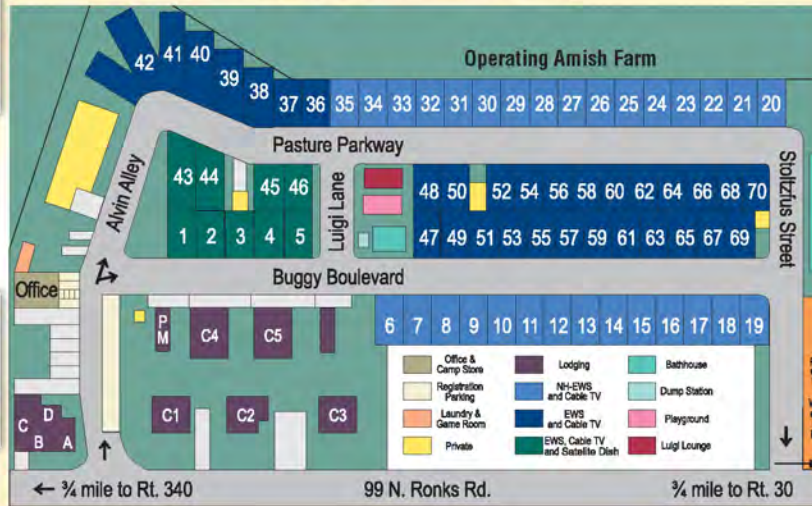 Operating Amish Farm
42 41 40 39 38 37 36 35 34 33 32 31 30 29 28 27 26 25 24 23 22 21 20
Pasture Parkway
Alvin Alley
Luigi Lane
Stoltzfus Street
43 44 45 46
48 50 52 54 56 58 60 62 64 66 68 70
1 2 3 4 5
47 49 51 53 55 57 59 61 63 65 67 69
Buggy Boulevard
Office
6 7 8 9 10 11 12 13 14 15 16 17 18 19
P
M
C4 C5
C1 C2 C3
C D
B A
Office &
Camp Store
Registration
Parking
Laundry &
Game Room
Private
Lodging
NH-EWS
and Cable TV
EWS
and Cable TV
EWS, Cable TV
and Satellite Dish
Bathhouse
Dump Station
Playground
Luigi Lounge
← ¾ mile to Rt. 340
99 N. Ronks Rd.
¾ mile to Rt. 30